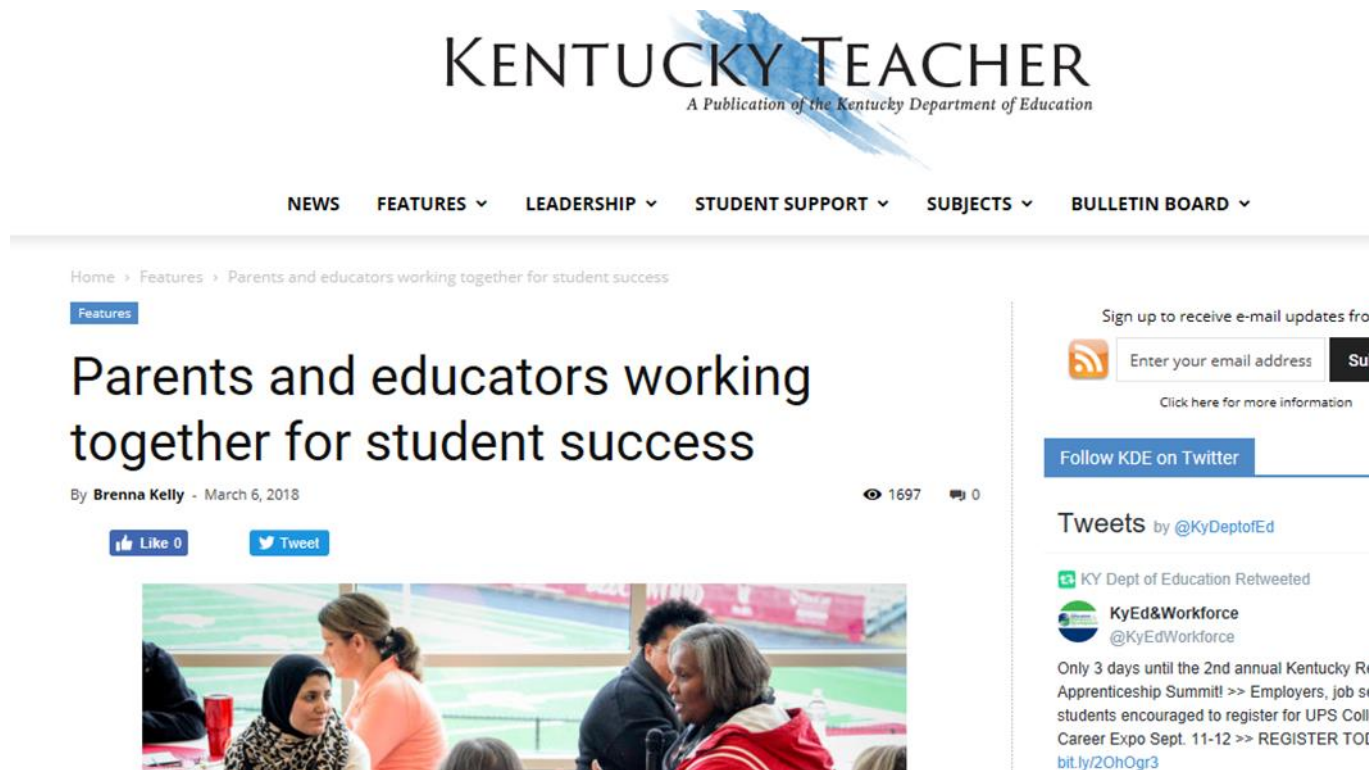 KENTUCKY TEACHER
A Publication of the Kentucky Department of Education
NEWS FEATURES LEADERSHIP STUDENT SUPPORT SUBJECTS BULLETIN BOARD
Home › Features › Parents and educators working together for student success
Features
Parents and educators working
together for student success
By Brenna Kelly - March 6, 2018
1697 0
Like 0 Tweet
Sign up to receive e-mail updates fro
Enter your email address Su
Click here for more information
Follow KDE on Twitter
Tweets by @KyDeptofEd
KY Dept of Education Retweeted
KyEd&Workforce
@KyEdWorkforce
Only 3 days until the 2nd annual Kentucky Re
Apprenticeship Summit! >> Employers, job se
students encouraged to register for UPS Coll
Career Expo Sept. 11-12 >> REGISTER TOD
bit.ly/2OhOgr3